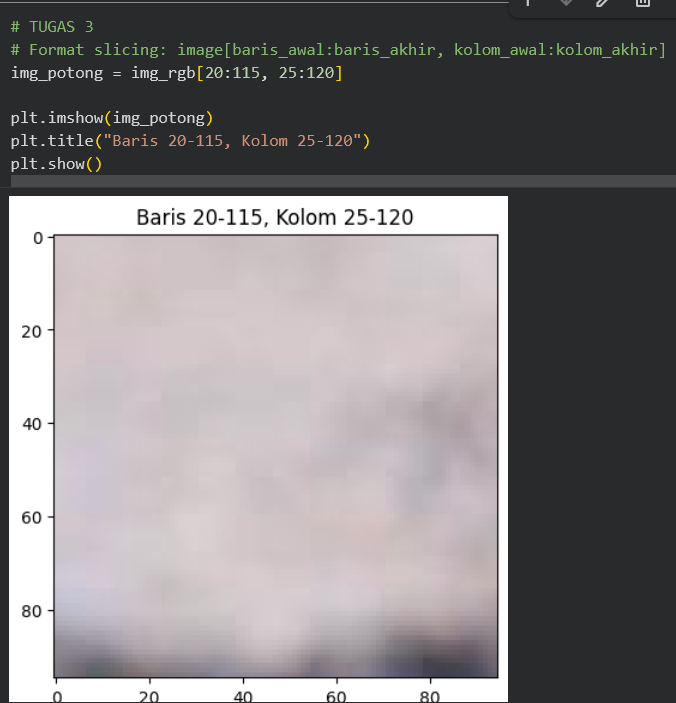 # TUGAS 3
# Format slicing: image[baris_awal:baris_akhir, kolom_awal:kolom_akhir]
img_potong = img_rgb[20:115, 25:120]
plt.imshow(img_potong)
plt.title("Baris 20-115, Kolom 25-120")
plt.show()
Baris 20-115, Kolom 25-120
0
20
40
60
80
0 20 40 60 80